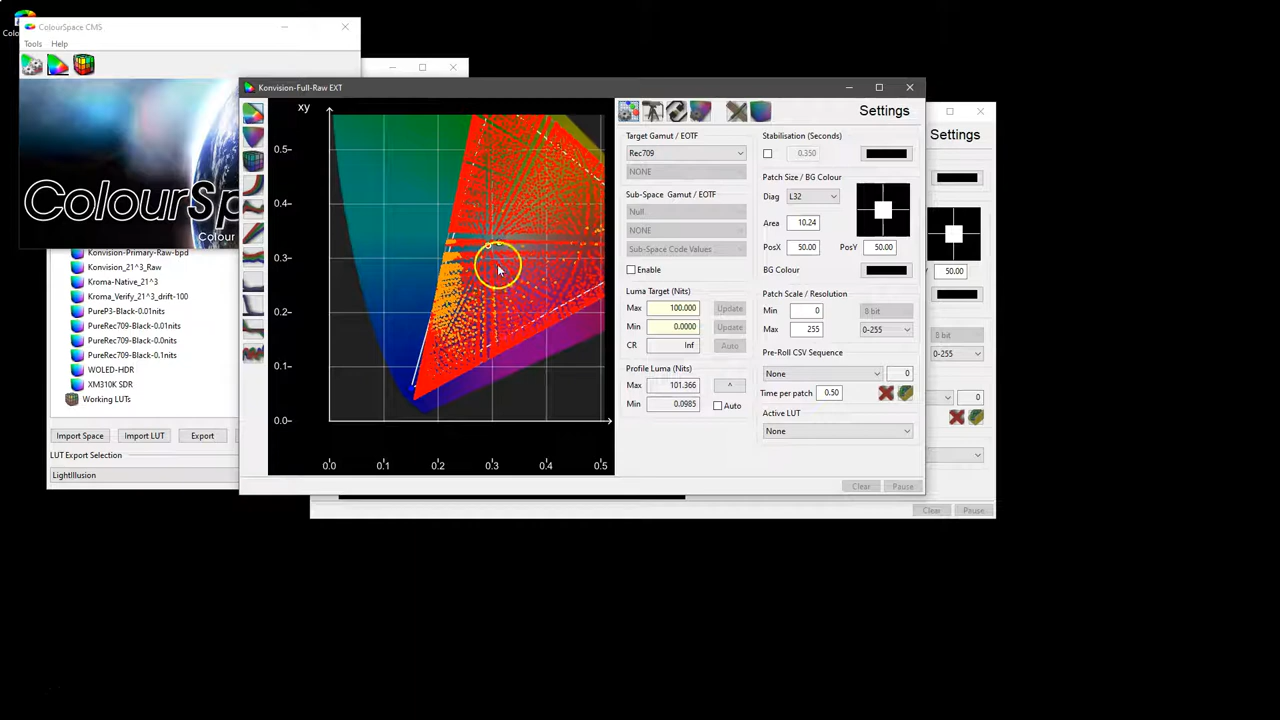 Colo
ColourSpace CMS
Tools
Help
ColourSp
Colour
Konvision-Full-Raw EXT
Konvision-Primary-Raw-bpd
Konvision_21^3_Raw
Kroma-Native_21^3
Kroma_Verify_21^3_drift-100
PureP3-Black-0.01nits
PureRec709-Black-0.01nits
PureRec709-Black-0.0nits
PureRec709-Black-0.1nits
WOLED-HDR
XM310K SDR
Working LUTs
Import Space
Import LUT
Export
LUT Export Selection
LightIllusion
xy
0.5-
0.4-
0.3-
0.2-
0.1-
0.0-
0.0
0.1
0.2
0.3
0.4
0.5
Settings
Target Gamut / EOTF
Rec709
NONE
Sub-Space Gamut / EOTF
Null
NONE
Sub-Space Code Values
Enable
Luma Target (Nits)
Max 100.000 Update
Min 0.0000 Update
CR Inf Auto
Profile Luma (Nits)
Max 101.366 ^
Min 0.0985 Auto
Stabilisation (Seconds)
0.350
Patch Size / BG Colour
Diag L32
Area 10.24
PosX 50.00 PosY 50.00
BG Colour
Patch Scale / Resolution
Min 0 8 bit
Max 255 0-255
Pre-Roll CSV Sequence
None 0
Time per patch 0.50
Active LUT
None
Clear
Pause
Settings
50.00
8 bit
0-255
0
Clear
Pause